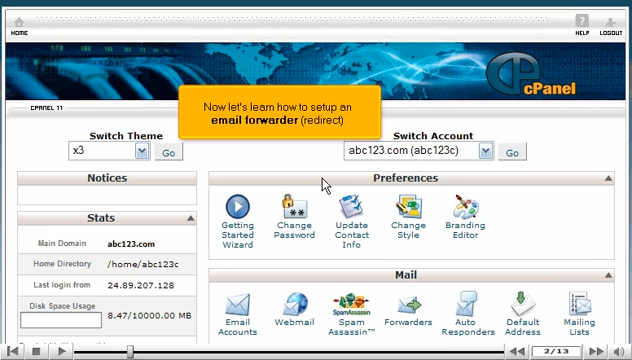 HOME
HELP
LOGOUT
cPanel
CPANEL 11
Now let's learn how to setup an
email forwarder (redirect)
Switch Theme
x3
Go
Switch Account
abc123.com (abc123c)
Go
Notices
Stats
Main Domain abc123.com
Home Directory /home/abc123c
Last login from 24.89.207.128
Disk Space Usage
8.47/10000.00 MB
Preferences
Getting
Started
Wizard
Change
Password
Update
Contact
Info
Change
Style
Branding
Editor
Mail
Email
Accounts
Webmail
SpamAssassin
Spam
Assassin™
Forwarders
Auto
Responders
Default
Address
Mailing
Lists
2/13